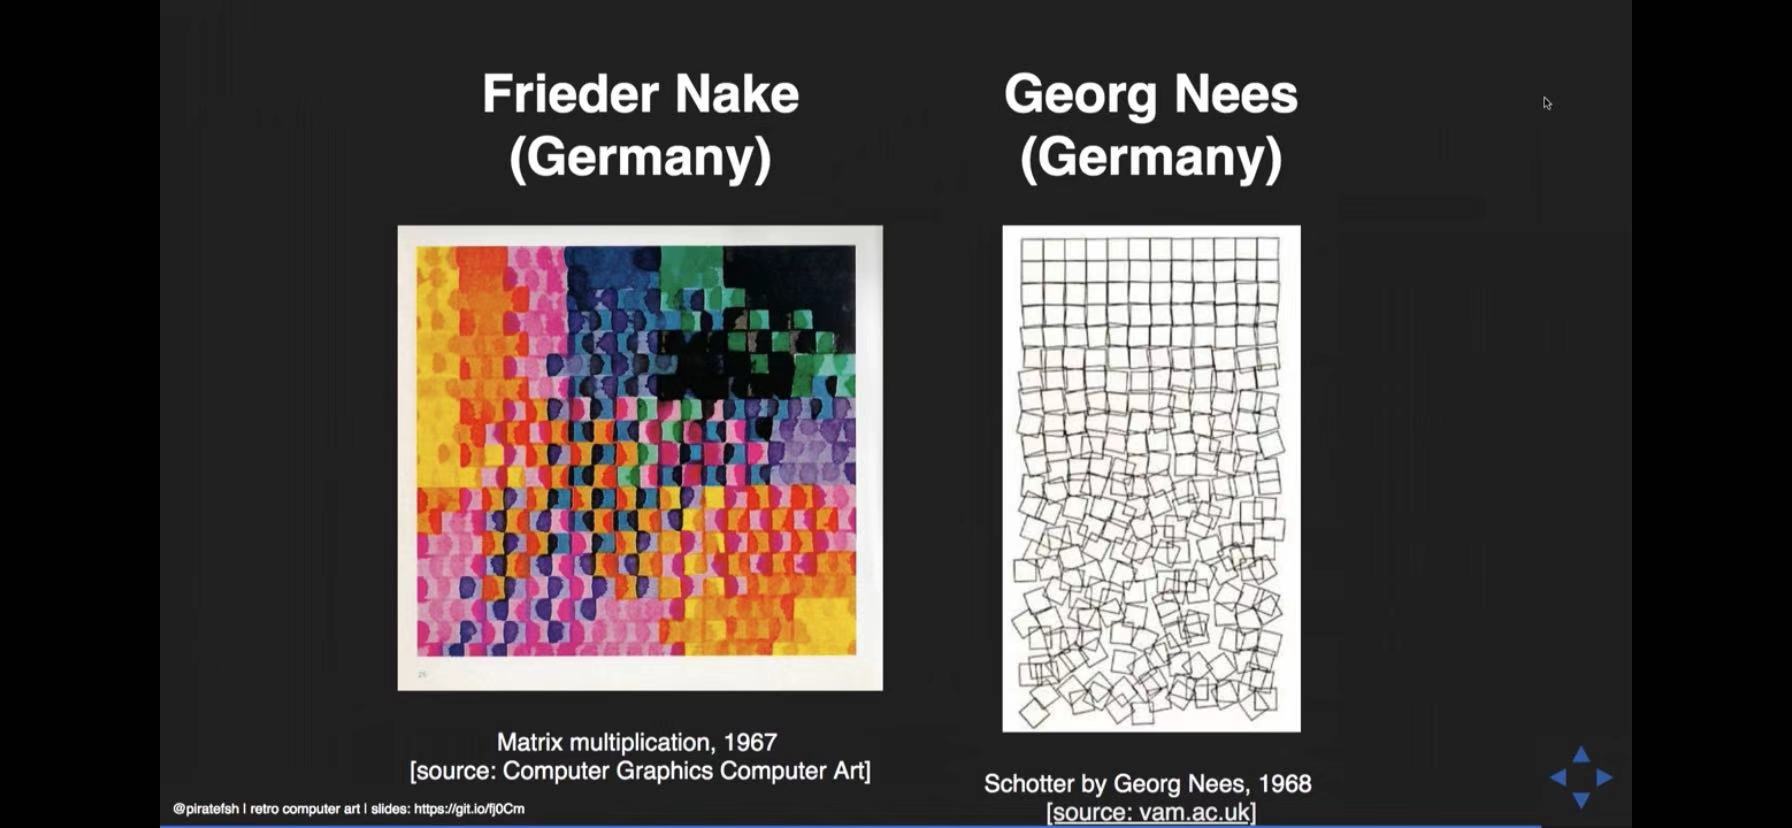 Frieder Nake
(Germany)
Matrix multiplication, 1967
[source: Computer Graphics Computer Art]
Georg Nees
(Germany)
Schotter by Georg Nees, 1968
[source: vam.ac.uk]
@piratefsh | retro computer art | slides: https://git.io/fj0Cm